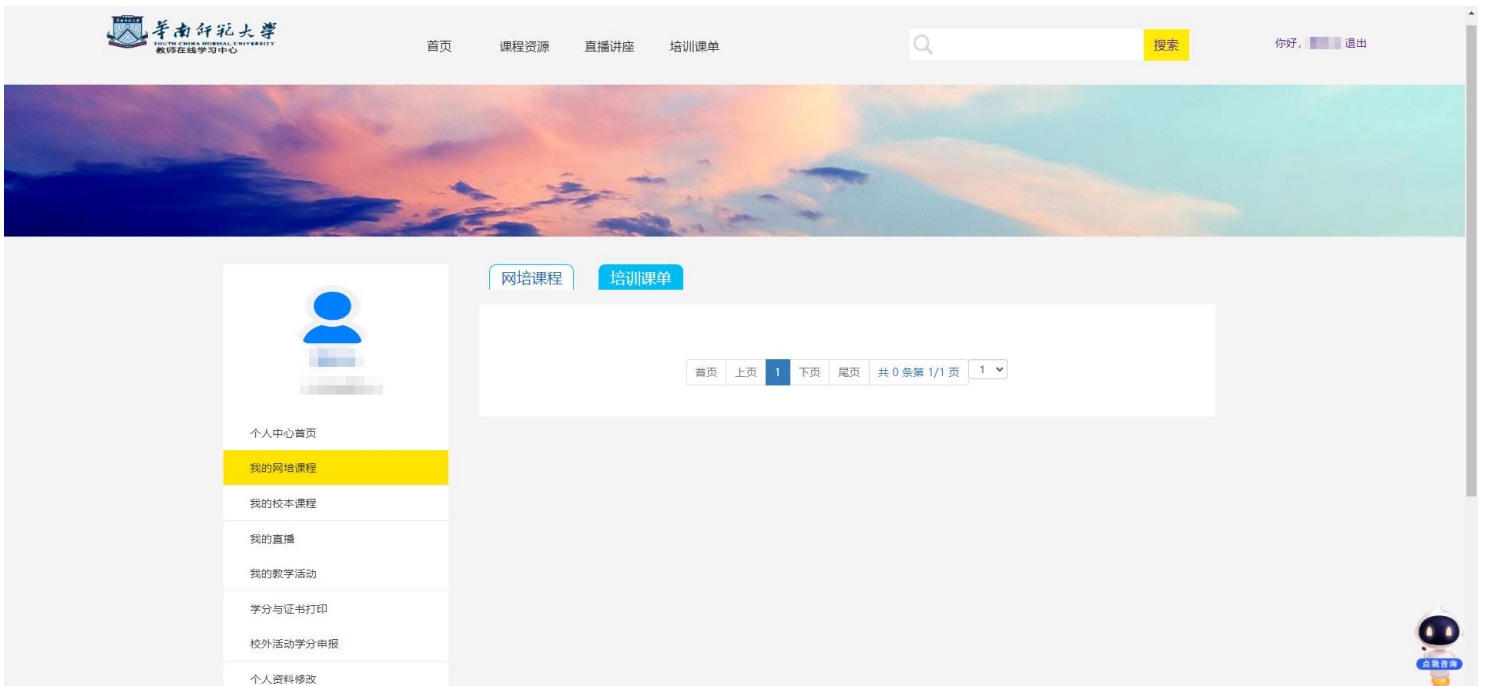 華南師範大學
SOUTH CHINA NORMAL UNIVERSITY
教师在线学习中心
首页 课程资源 直播讲座 培训课单 搜索 你好, 退出
网培课程 培训课单
首页 上页 1 下页 尾页 共 0 条第 1/1 页 1
个人中心首页
我的网培课程
我的校本课程
我的直播
我的教学活动
学分与证书打印
校外活动学分申报
个人资料修改
点我咨询